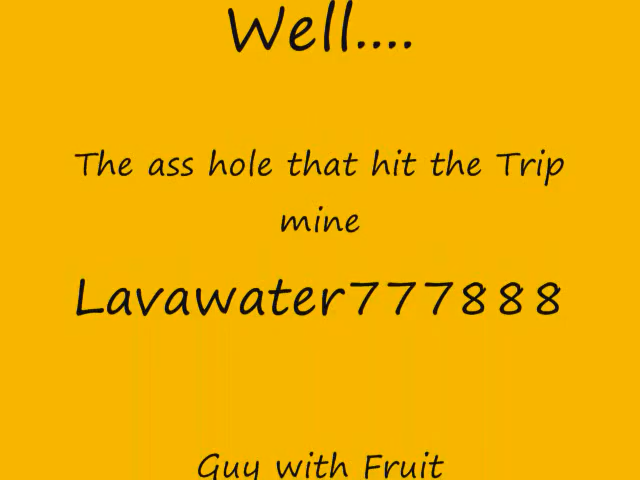 Well....
The ass hole that hit the Trip
mine
Lavawater777888
Guy with Fruit